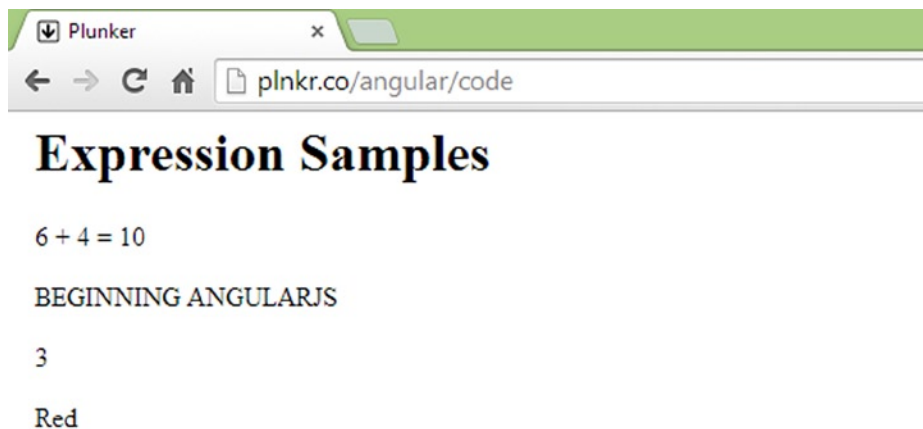 Plunker
plnkr.co/angular/code
Expression Samples
6 + 4 = 10
BEGINNING ANGULARJS
3
Red